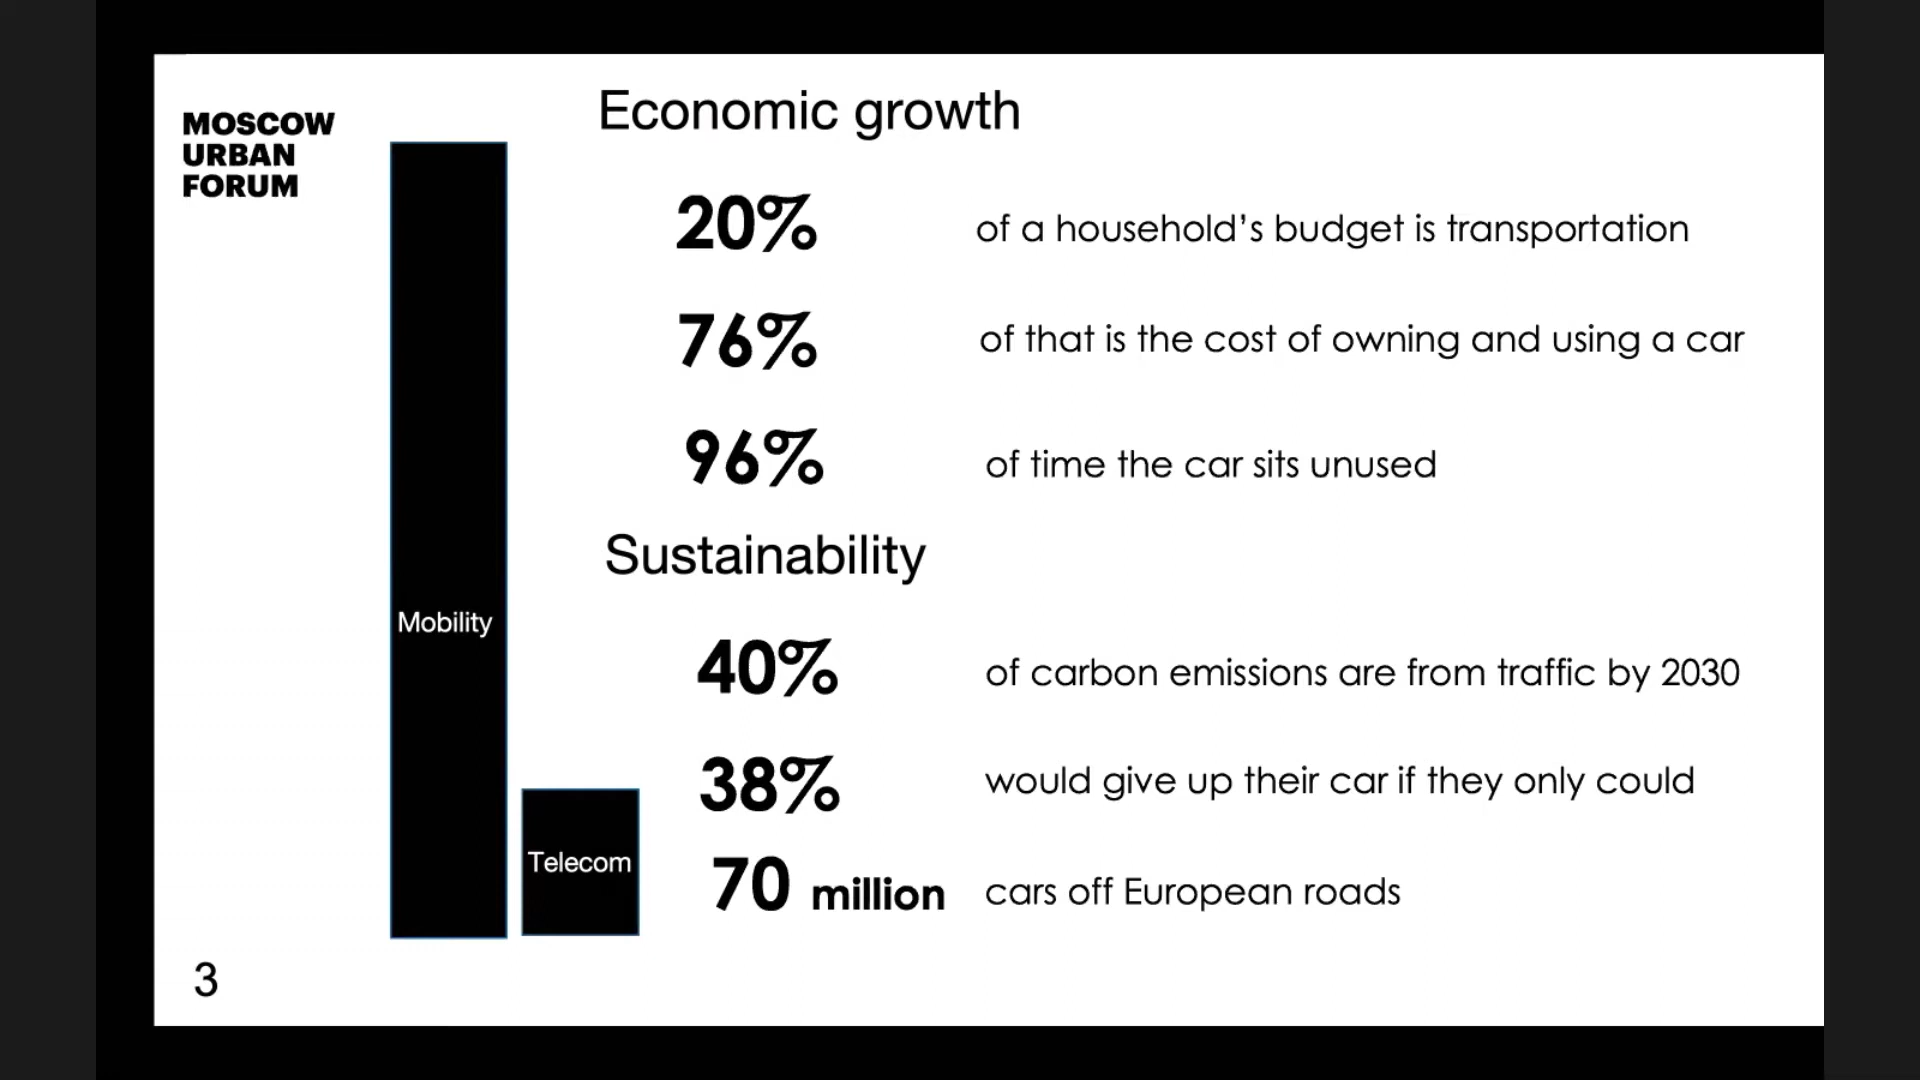 MOSCOW
URBAN
FORUM
Economic growth
20% of a household’s budget is transportation
76% of that is the cost of owning and using a car
96% of time the car sits unused
Sustainability
Mobility
40% of carbon emissions are from traffic by 2030
38% would give up their car if they only could
Telecom
70 million cars off European roads
3